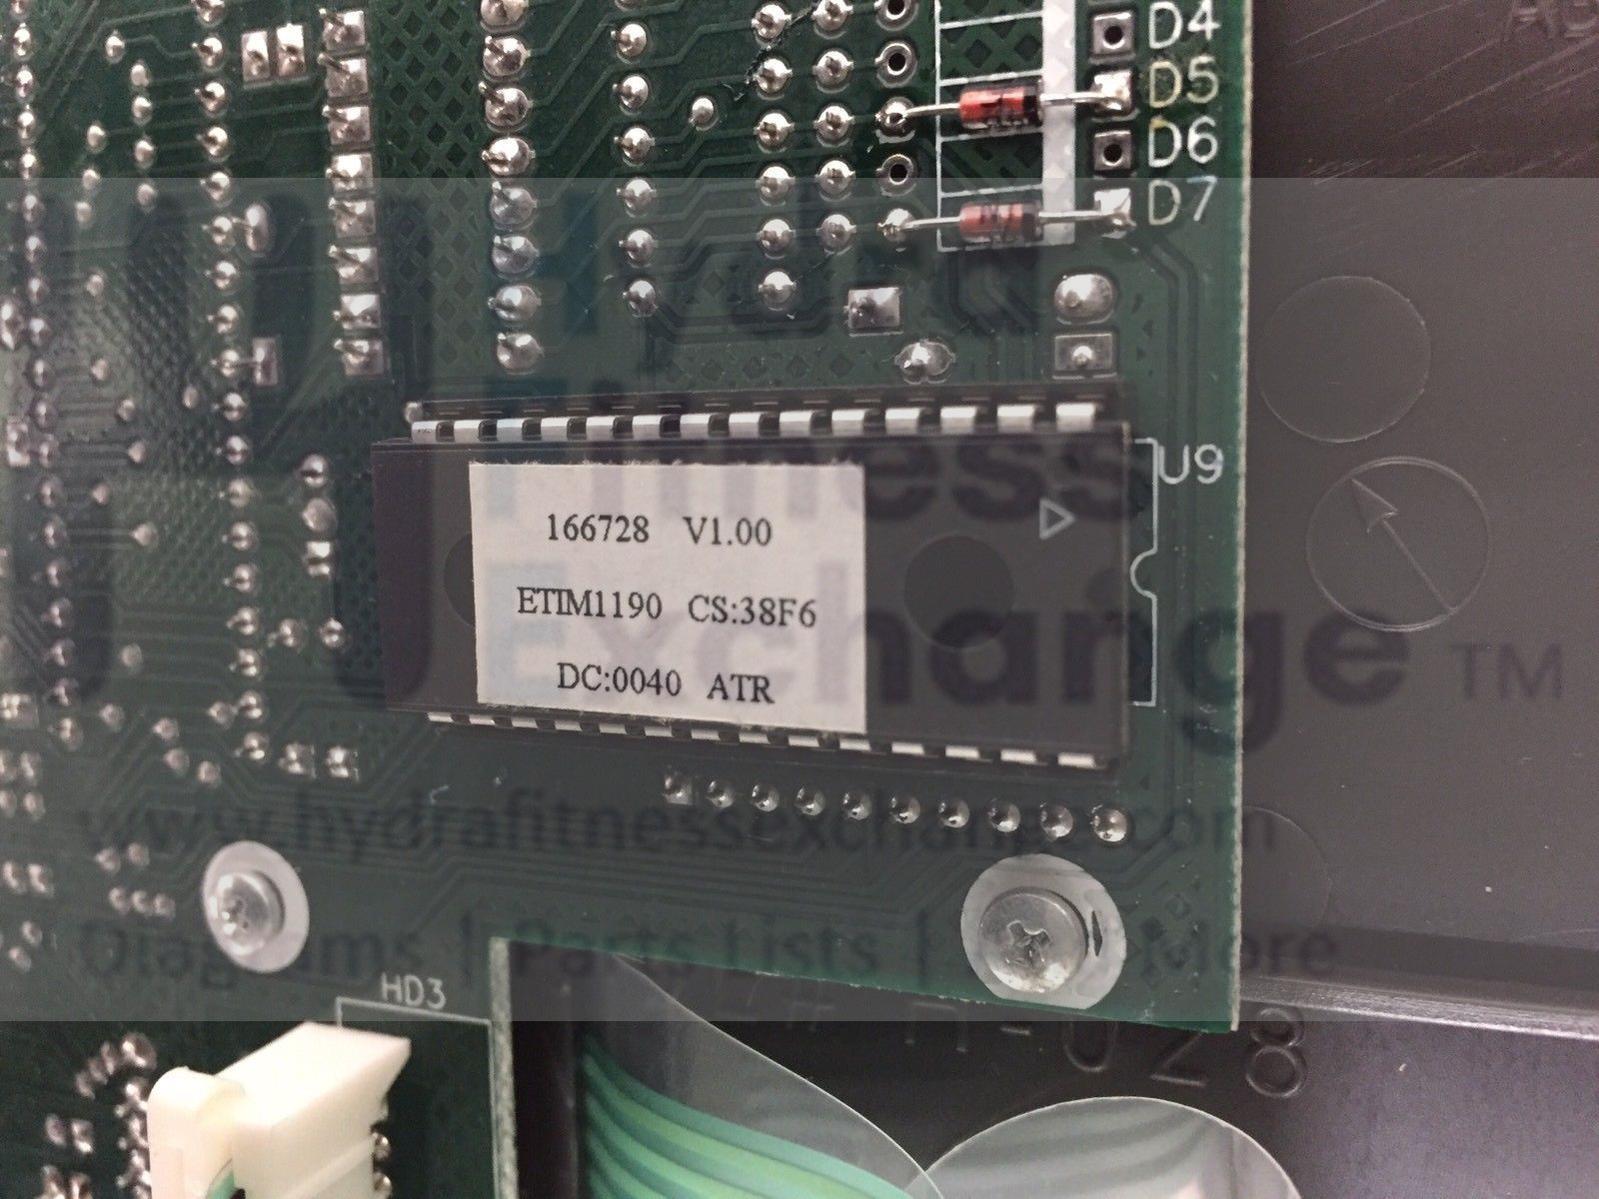 D4
D5
D6
D7
U9
166728 V1.00
ETIM1190 CS:38F6
DC:0040 ATR
Hydra
Fitness
Exchange TM
www.hydrafitnessexchange.com
Diagrams | Parts Lists | & More
HD3
028